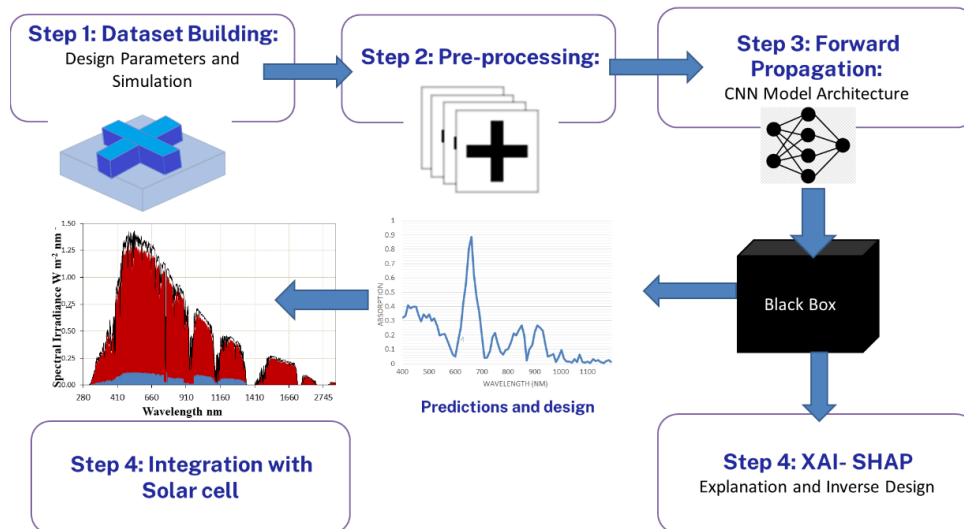 Step 1: Dataset Building:
Design Parameters and
Simulation
Step 2: Pre-processing:
Step 3: Forward
Propagation:
CNN Model Architecture
Spectral Irradiance W m-2 nm-
1.50
1.25
1.00
0.75
0.50
0.25
0.00
280 410 660 910 1160 1410 1660 2745
Wavelength nm
ABSORPTION
1
0.9
0.8
0.7
0.6
0.5
0.4
0.3
0.2
0.1
0
400 500 600 700 800 900 1000 1100
WAVELENGTH (NM)
Predictions and design
Black Box
Step 4: Integration with
Solar cell
Step 4: XAI- SHAP
Explanation and Inverse Design